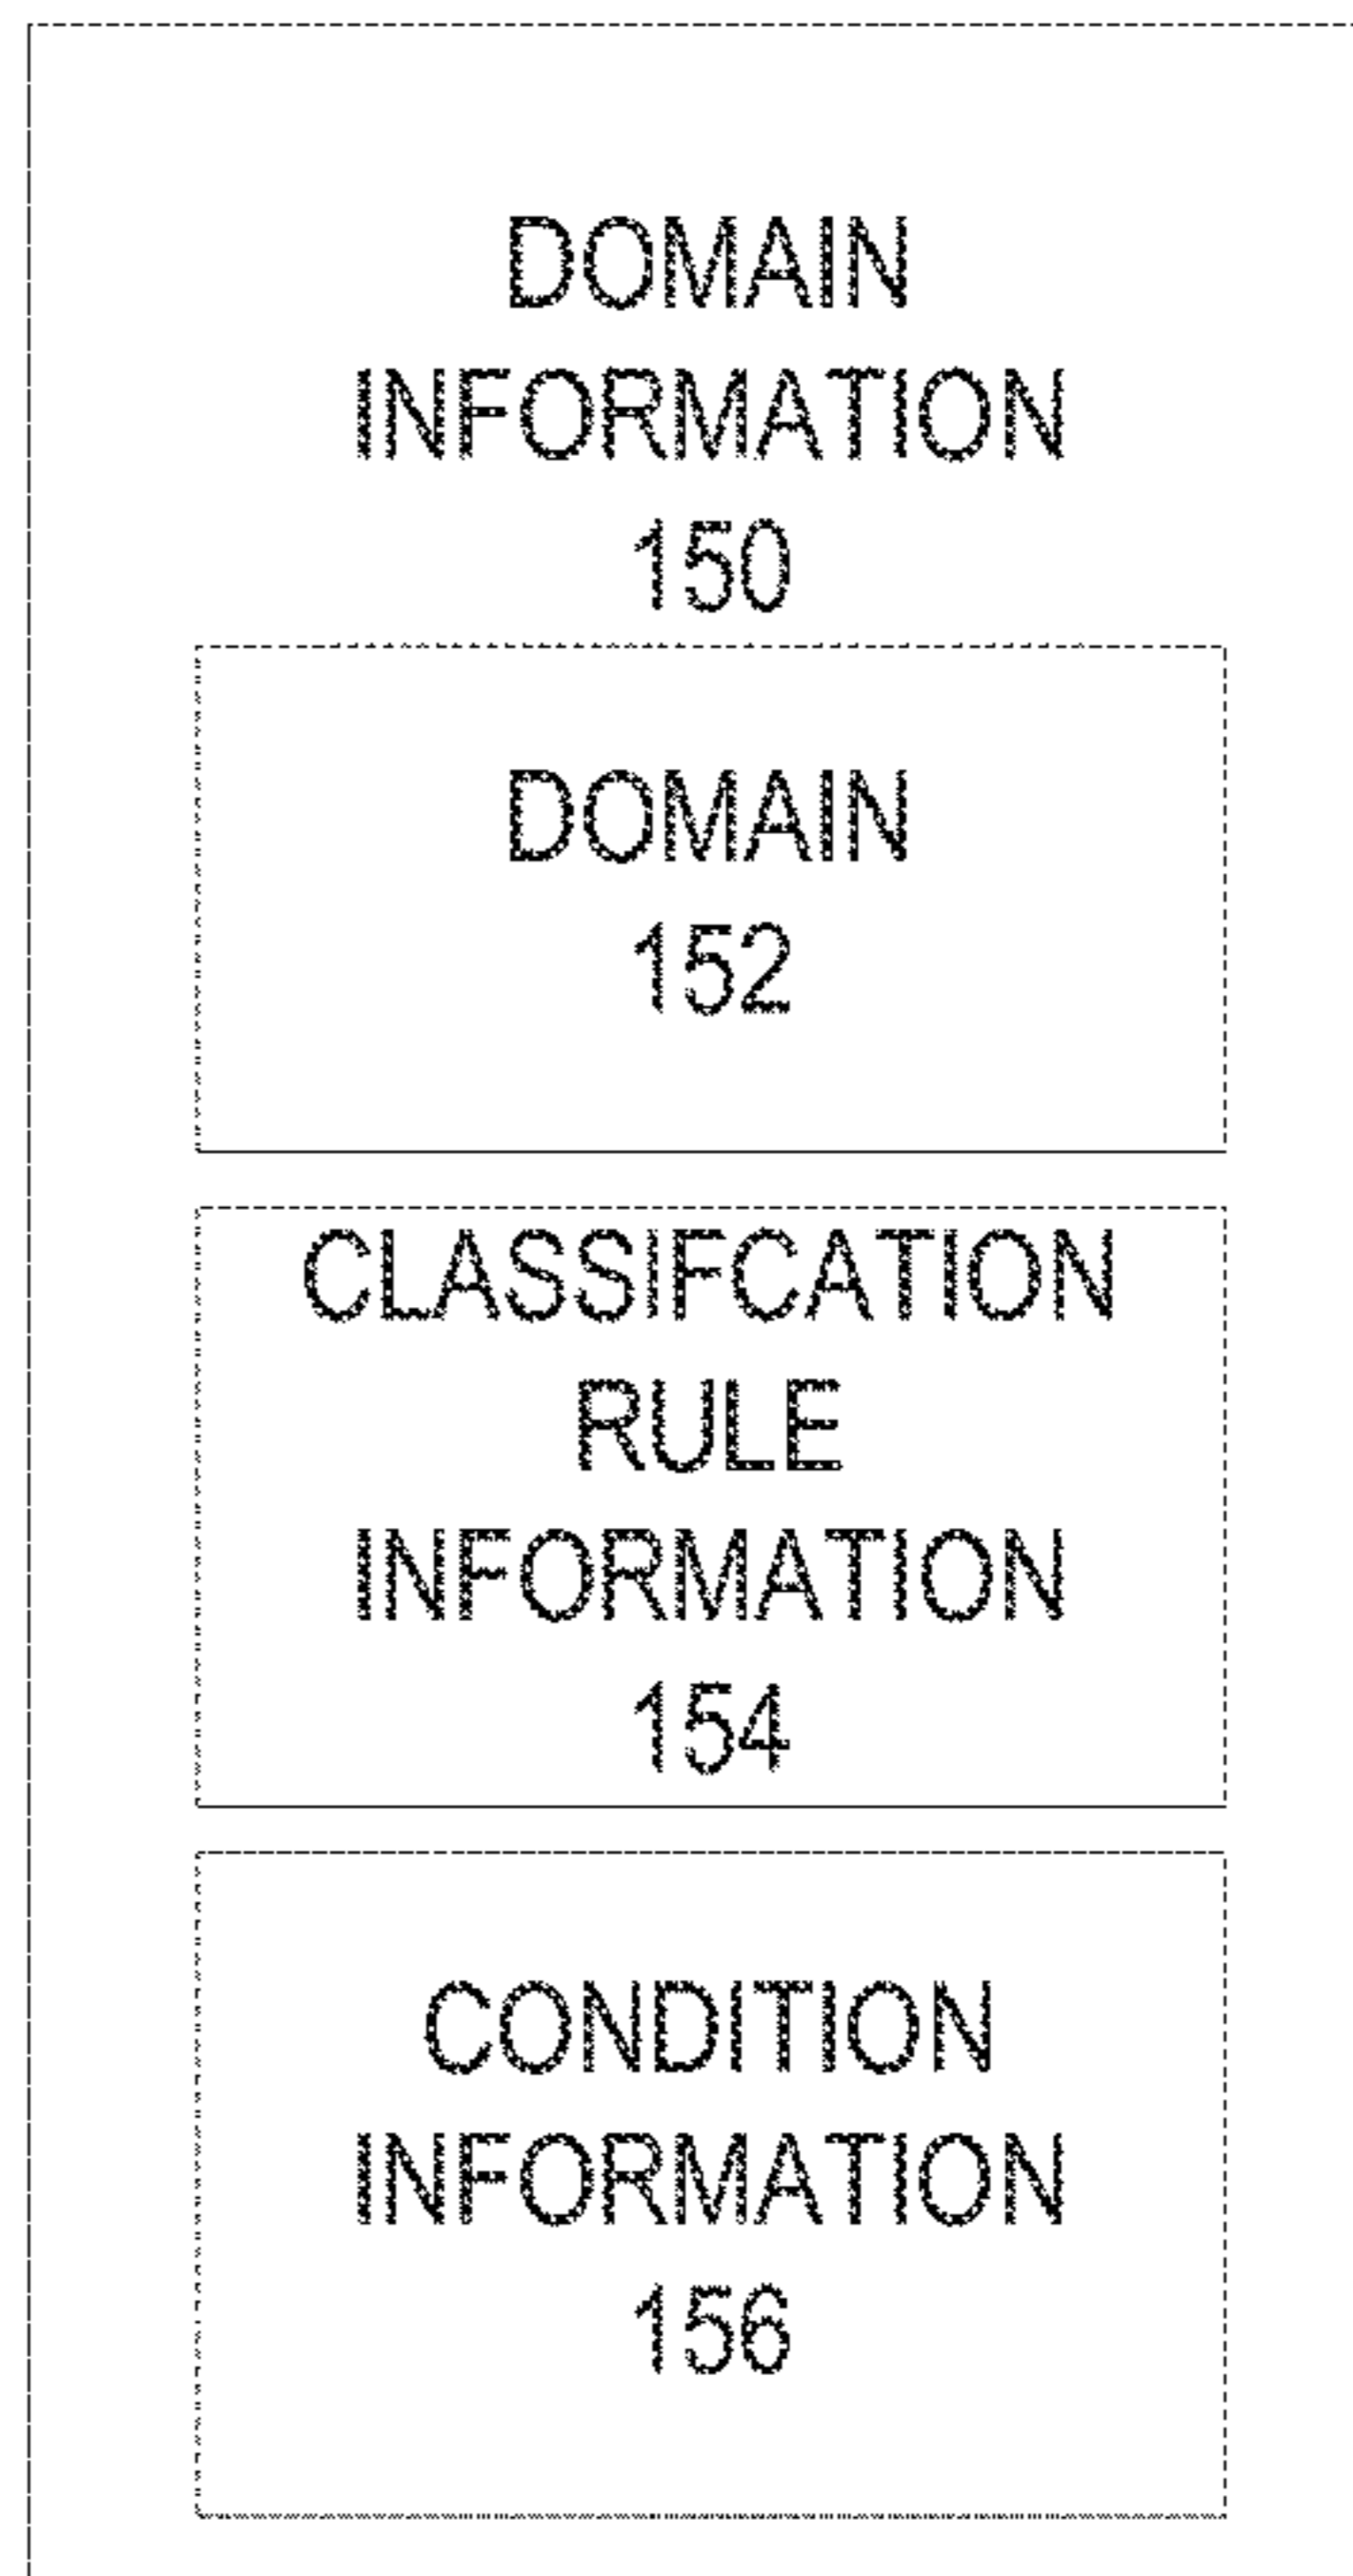 DOMAIN
INFORMATION
150
DOMAIN
152
CLASSIFCATION
RULE
INFORMATION
154
CONDITION
INFORMATION
156